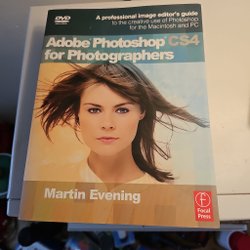 DVD
A professional image editor's guide
to the creative use of Photoshop
for the Macintosh and PC
Adobe Photoshop CS4
for Photographers
Martin Evening
Focal
Press